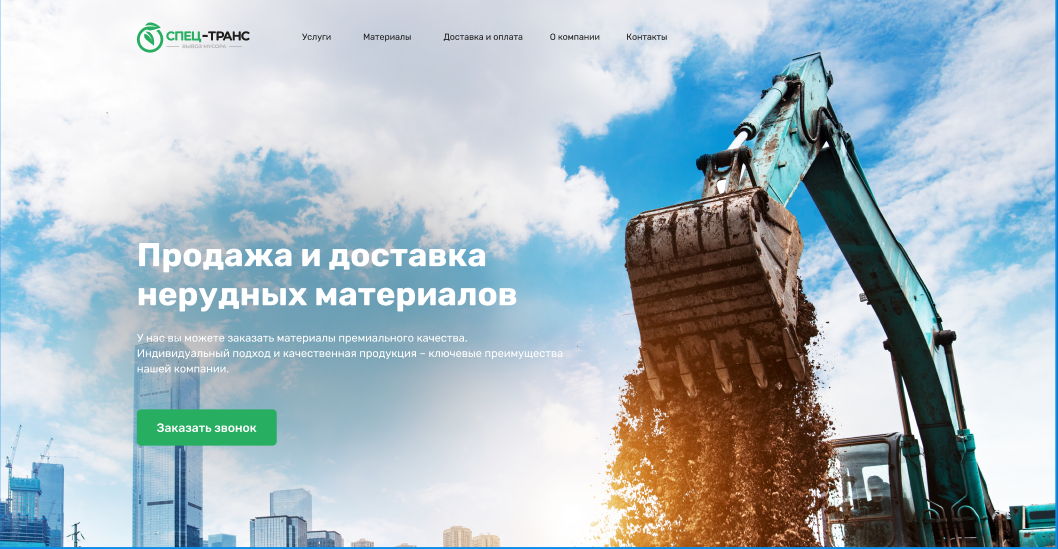 СПЕЦ-ТРАНС
ВЫВОЗ МУСОРА
Услуги Материалы Доставка и оплата О компании Контакты
Продажа и доставка
нерудных материалов
У нас вы можете заказать материалы премиального качества.
Индивидуальный подход и качественная продукция – ключевые преимущества
нашей компании.
Заказать звонок